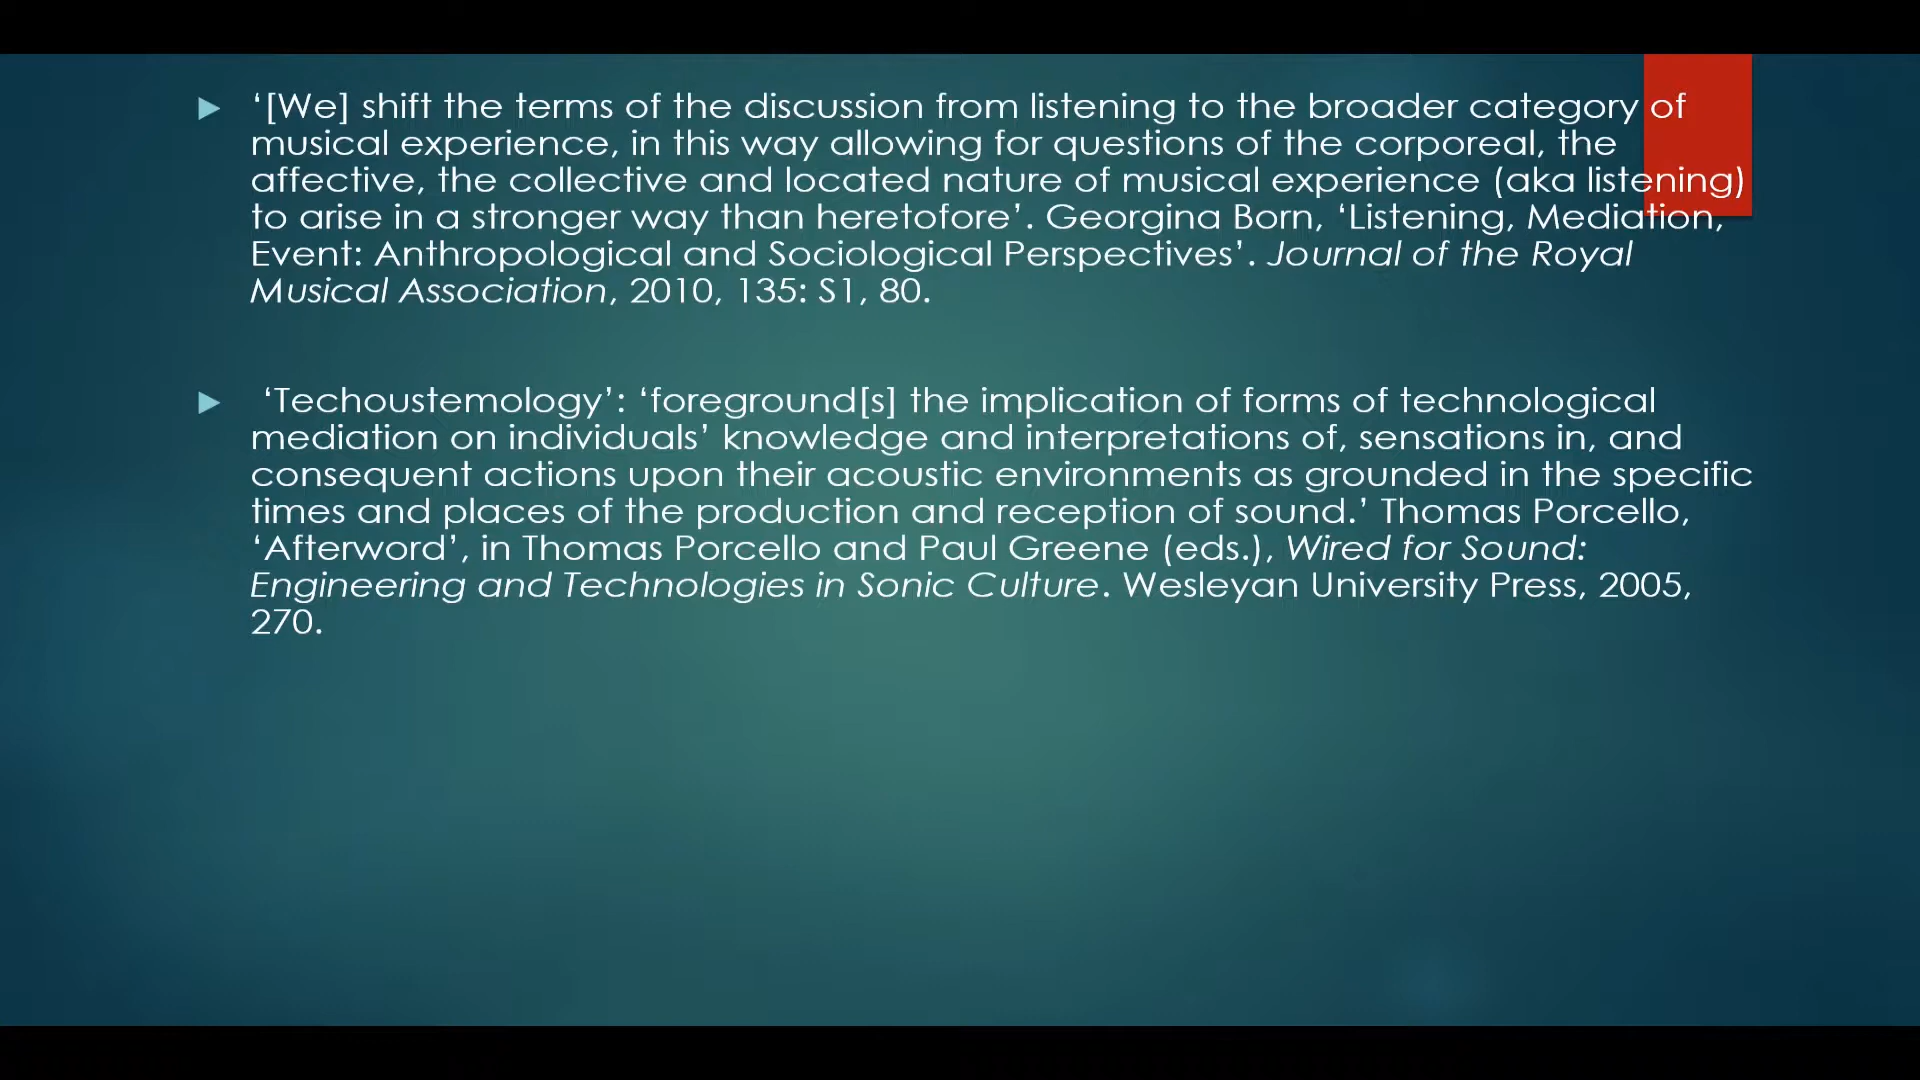 ‘[We] shift the terms of the discussion from listening to the broader category of
musical experience, in this way allowing for questions of the corporeal, the
affective, the collective and located nature of musical experience (aka listening)
to arise in a stronger way than heretofore’. Georgina Born, ‘Listening, Mediation,
Event: Anthropological and Sociological Perspectives’. Journal of the Royal
Musical Association, 2010, 135: S1, 80.
‘Techoustemology’: ‘foreground[s] the implication of forms of technological
mediation on individuals’ knowledge and interpretations of, sensations in, and
consequent actions upon their acoustic environments as grounded in the specific
times and places of the production and reception of sound.’ Thomas Porcello,
‘Afterword’, in Thomas Porcello and Paul Greene (eds.), Wired for Sound:
Engineering and Technologies in Sonic Culture. Wesleyan University Press, 2005,
270.